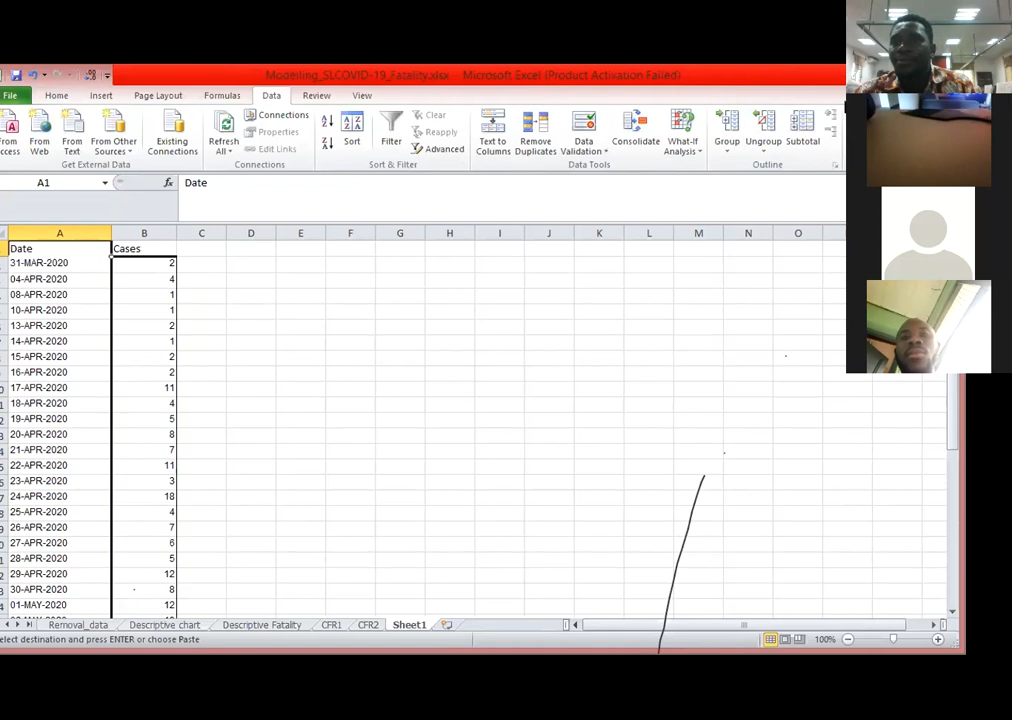 Modelling_SLCOVID-19_Fatality.xlsx - Microsoft Excel (Product Activation Failed)
File Home Insert Page Layout Formulas Data Review View
From Web
From Text
From Other Sources
Existing Connections
Get External Data
Refresh All
Connections
Properties
Edit Links
Connections
Sort
Filter
Clear
Reapply
Advanced
Sort & Filter
Text to Columns
Remove Duplicates
Data Validation
Consolidate
What-If Analysis
Data Tools
Group
Ungroup
Subtotal
Outline
A1 fx Date
A B C D E F G H I J K L M N O
Date Cases
31-MAR-2020 2
04-APR-2020 4
08-APR-2020 1
10-APR-2020 1
13-APR-2020 2
14-APR-2020 1
15-APR-2020 2
16-APR-2020 2
17-APR-2020 11
18-APR-2020 4
19-APR-2020 5
20-APR-2020 8
21-APR-2020 7
22-APR-2020 11
23-APR-2020 3
24-APR-2020 18
25-APR-2020 4
26-APR-2020 7
27-APR-2020 6
28-APR-2020 5
29-APR-2020 12
30-APR-2020 8
01-MAY-2020 12
Removal_data Descriptive chart Descriptive Fatality CFR1 CFR2 Sheet1
elect destination and press ENTER or choose Paste 100%